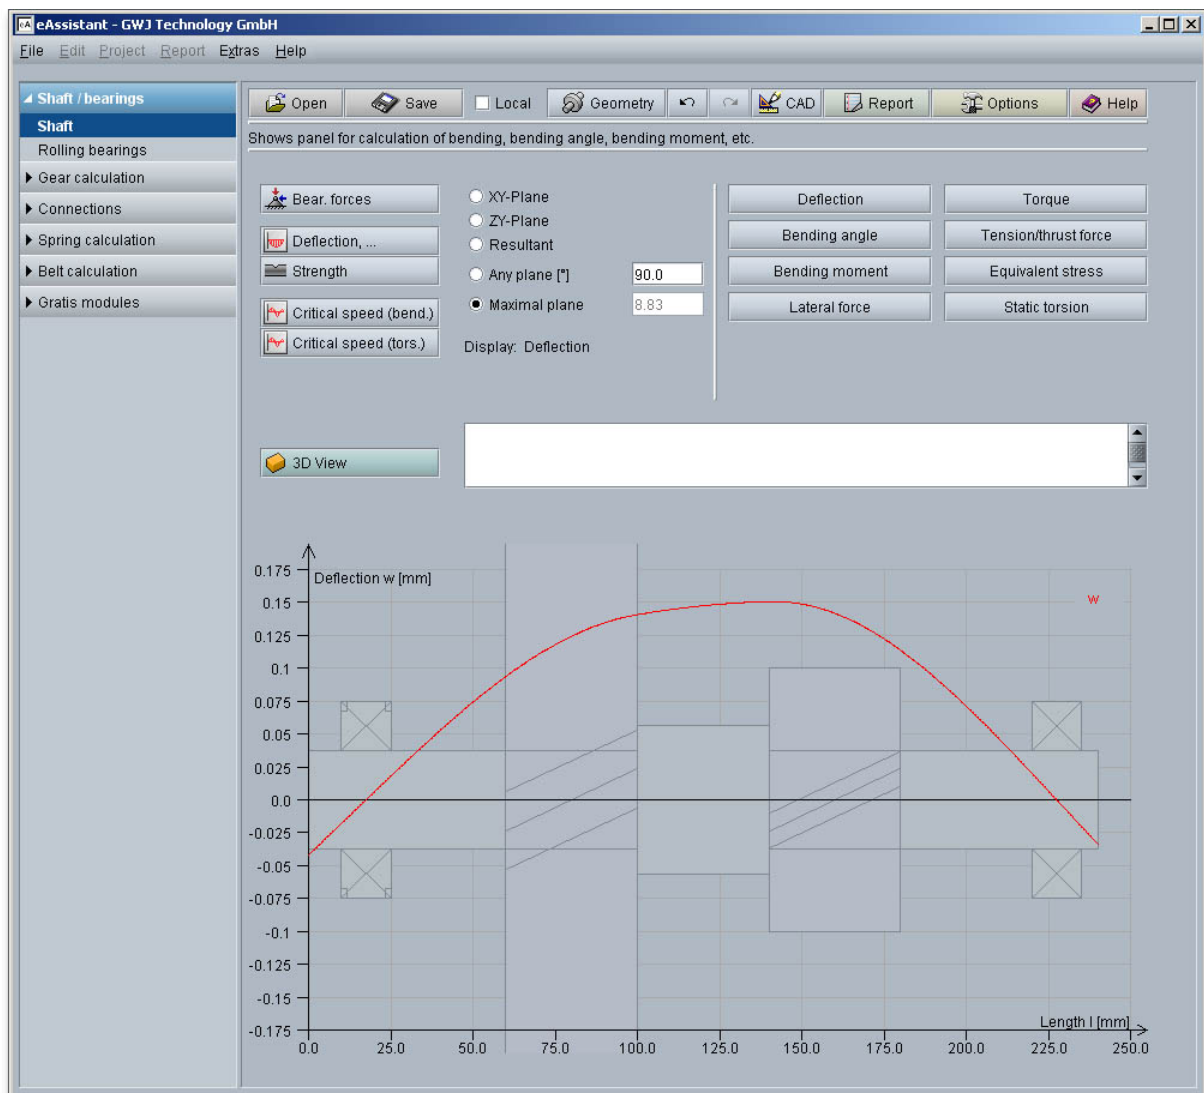 eAssistant - GWJ Technology GmbH
File Edit Project Report Extras Help
Shaft / bearings
Shaft
Rolling bearings
Gear calculation
Connections
Spring calculation
Belt calculation
Gratis modules
Open Save Local Geometry CAD Report Options Help
Shows panel for calculation of bending, bending angle, bending moment, etc.
Bear. forces
Deflection, ...
Strength
Critical speed (bend.)
Critical speed (tors.)
3D View
XY-Plane
ZY-Plane
Resultant
Any plane [°] 90.0
Maximal plane 8.83
Display: Deflection
Deflection Torque
Bending angle Tension/thrust force
Bending moment Equivalent stress
Lateral force Static torsion
Deflection w [mm]
w
0.175
0.15
0.125
0.1
0.075
0.05
0.025
0.0
-0.025
-0.05
-0.075
-0.1
-0.125
-0.15
-0.175
Length l [mm]
0.0 25.0 50.0 75.0 100.0 125.0 150.0 175.0 200.0 225.0 250.0